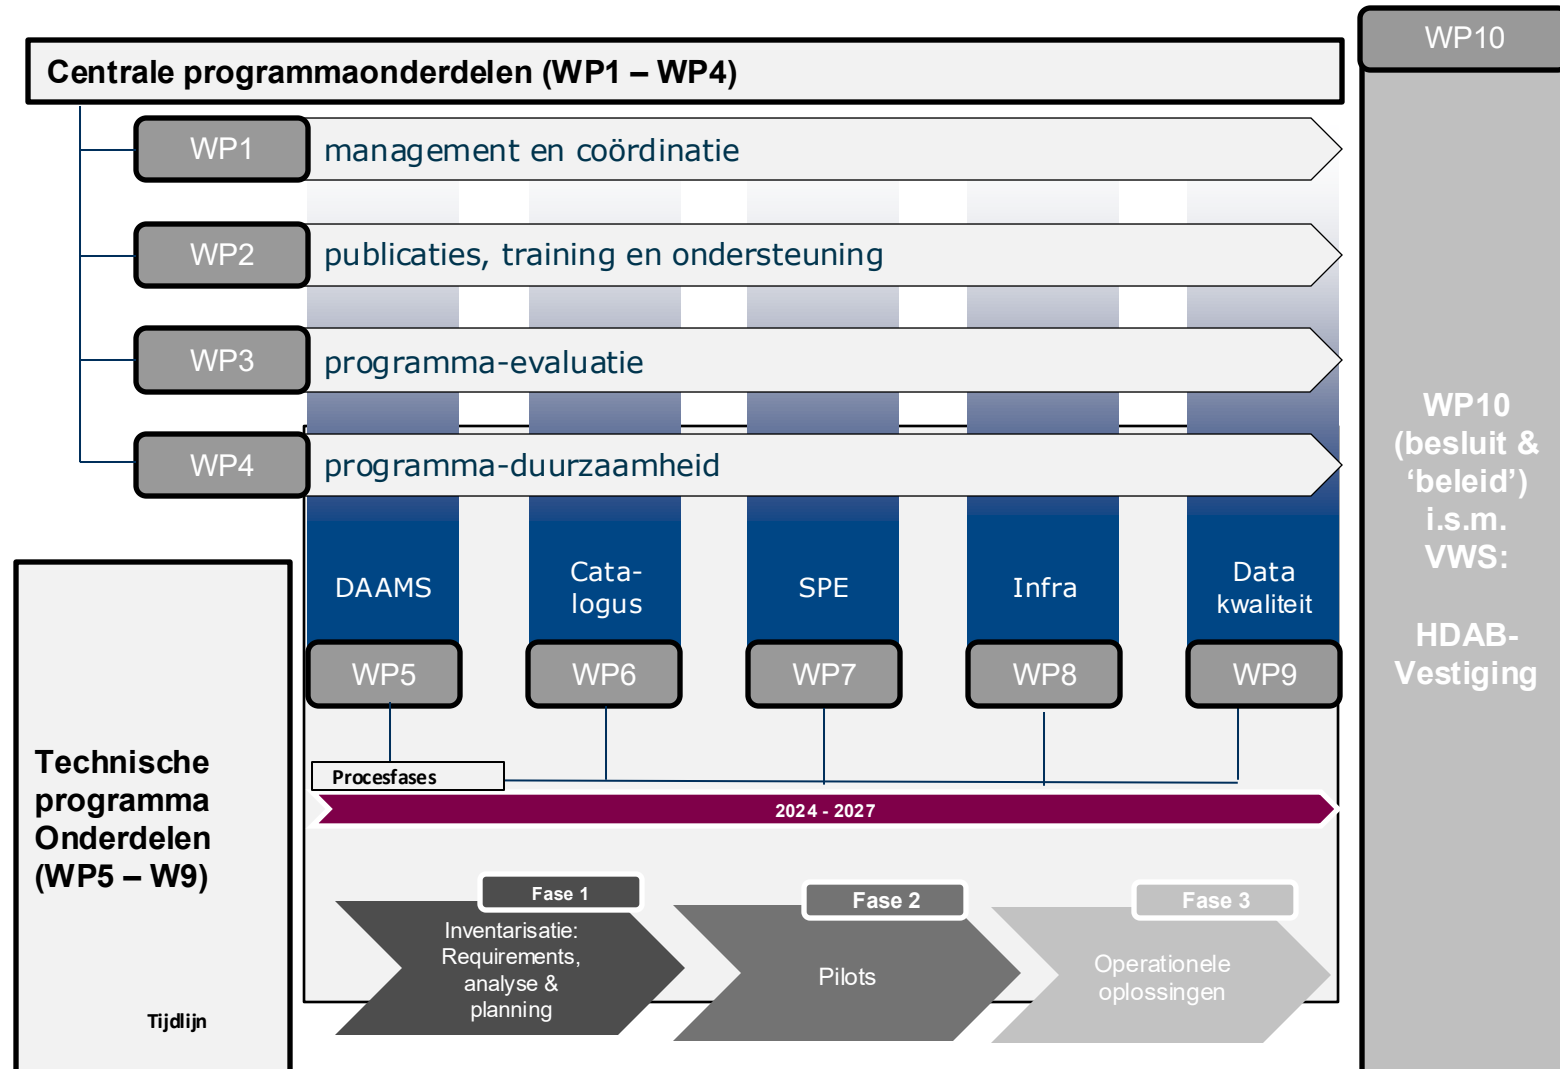 WP10
Centrale programmaonderdelen (WP1 – WP4)
WP1
management en coördinatie
WP2
publicaties, training en ondersteuning
WP3
programma-evaluatie
WP4
programma-duurzaamheid
WP10
(besluit &
‘beleid’)
i.s.m.
VWS:
HDAB-
Vestiging
DAAMS
Cata-
logus
SPE
Infra
Data
kwaliteit
WP5
WP6
WP7
WP8
WP9
Technische
programma
Onderdelen
(WP5 – W9)
Tijdlijn
Procesfases
2024 - 2027
Fase 1
Inventarisatie:
Requirements,
analyse &
planning
Fase 2
Pilots
Fase 3
Operationele
oplossingen